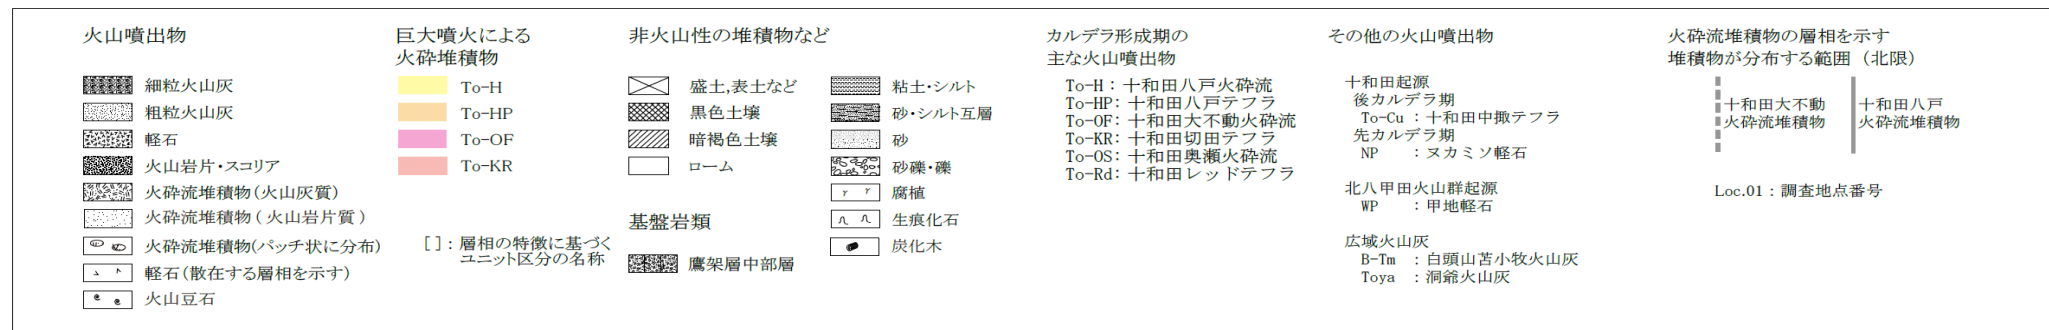 火山噴出物
細粒火山灰
粗粒火山灰
軽石
火山岩片・スコリア
火砕流堆積物(火山灰質)
火砕流堆積物(火山岩片質)
火砕流堆積物(パッチ状に分布)
軽石(散在する層相を示す)
火山豆石
巨大噴火による
火砕堆積物
To-H
To-HP
To-OF
To-KR
[ ]：層相の特徴に基づく
ユニット区分の名称
非火山性の堆積物など
盛土,表土など
黒色土壌
暗褐色土壌
ローム
基盤岩類
鷹架層中部層
粘土・シルト
砂・シルト互層
砂
砂礫・礫
腐植
生痕化石
炭化木
カルデラ形成期の
主な火山噴出物
To-H：十和田八戸火砕流
To-HP：十和田八戸テフラ
To-OF：十和田大不動火砕流
To-KR：十和田切田テフラ
To-OS：十和田奥瀬火砕流
To-Rd：十和田レッドテフラ
その他の火山噴出物
十和田起源
後カルデラ期
To-Cu：十和田中掫テフラ
先カルデラ期
NP：ヌカミソ軽石
北八甲田火山群起源
WP：甲地軽石
広域火山灰
B-Tm：白頭山苫小牧火山灰
Toya：洞爺火山灰
火砕流堆積物の層相を示す
堆積物が分布する範囲（北限）
十和田大不動
火砕流堆積物
十和田八戸
火砕流堆積物
Loc.01：調査地点番号